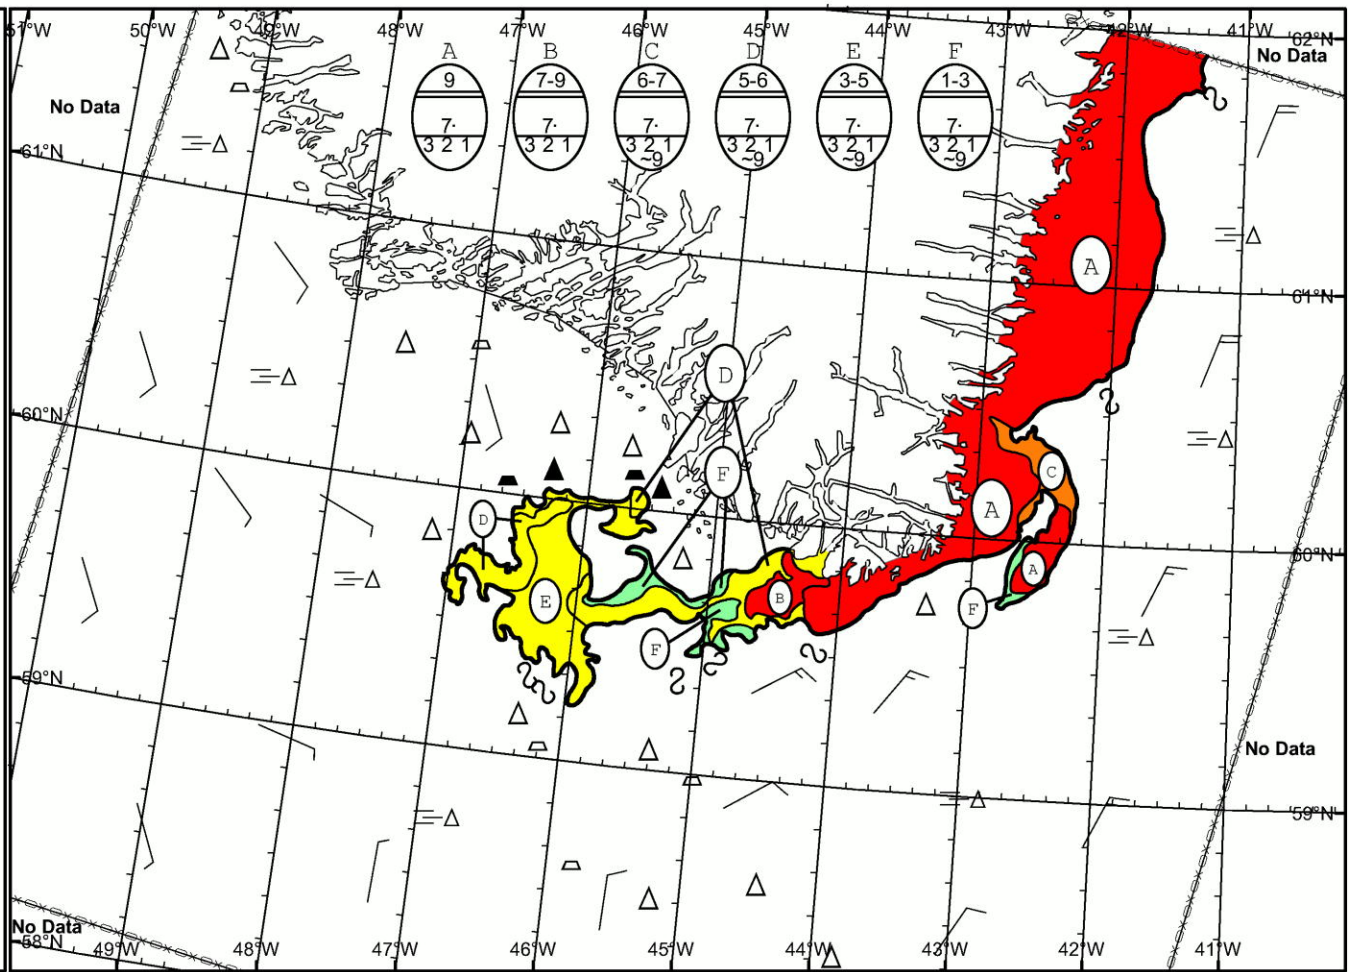 51°W 50°W 49°W 48°W 47°W 46°W 45°W 44°W 43°W 42°W 62°N
No Data
No Data
A B C D E F
9 7-9 6-7 5-6 3-5 1-3
7· 7· 7· 7· 7· 7·
3 2 1 3 2 1 3 2 1 3 2 1 3 2 1 3 2 1
~9 ~9 ~9 ~9
61°N
A
61°N
D
60°N
F
C
A
D
60°N
A
E
B
F
F
59°N
No Data
59°N
No Data
58°N
49°W 48°W 47°W 46°W 45°W 44°W 43°W 42°W 41°W